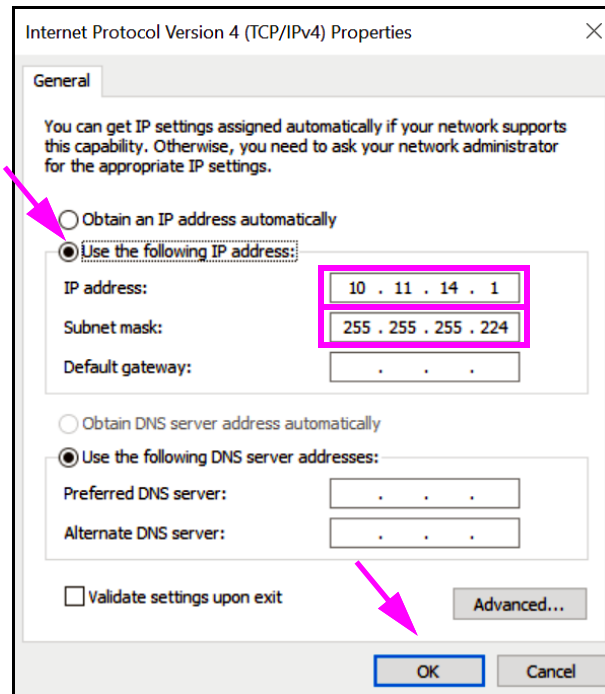 Internet Protocol Version 4 (TCP/IPv4) Properties
General
You can get IP settings assigned automatically if your network supports
this capability. Otherwise, you need to ask your network administrator
for the appropriate IP settings.
Obtain an IP address automatically
Use the following IP address:
IP address: 10 . 11 . 14 . 1
Subnet mask: 255 . 255 . 255 . 224
Default gateway: . . .
Obtain DNS server address automatically
Use the following DNS server addresses:
Preferred DNS server: . . .
Alternate DNS server: . . .
Validate settings upon exit
Advanced...
OK Cancel